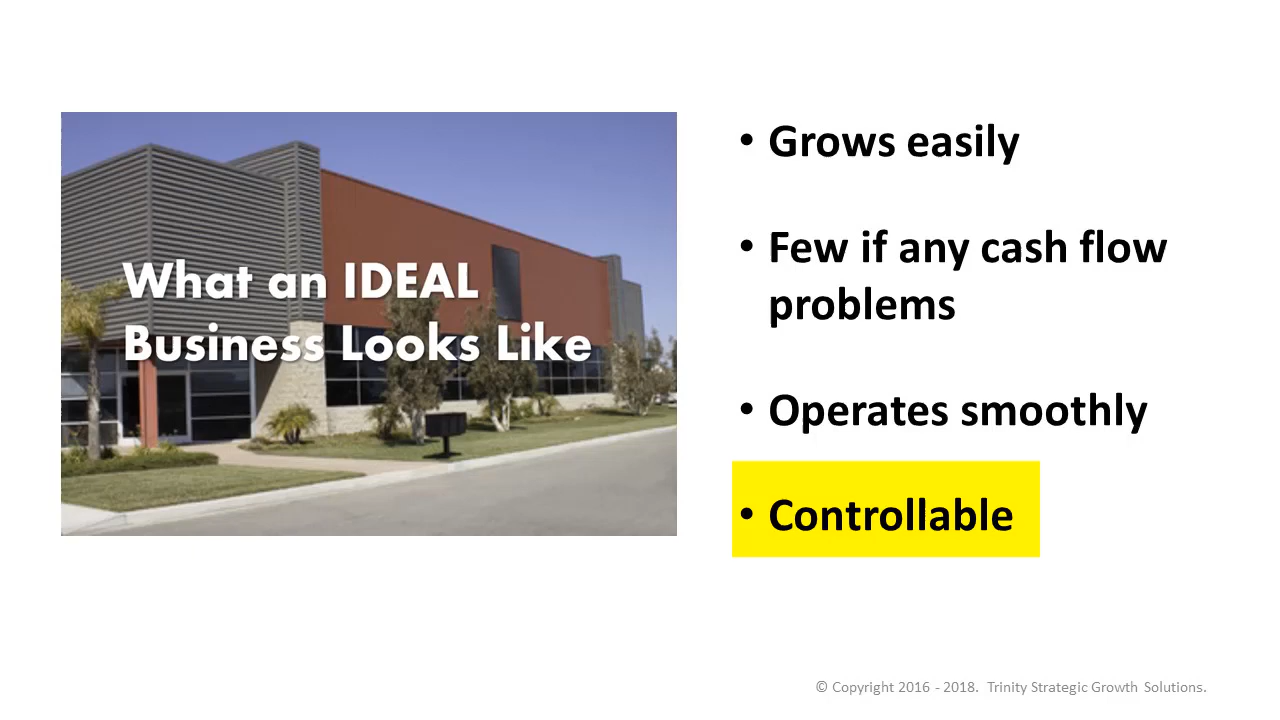 What an IDEAL
Business Looks Like
• Grows easily
• Few if any cash flow
problems
• Operates smoothly
• Controllable
© Copyright 2016 - 2018. Trinity Strategic Growth Solutions.